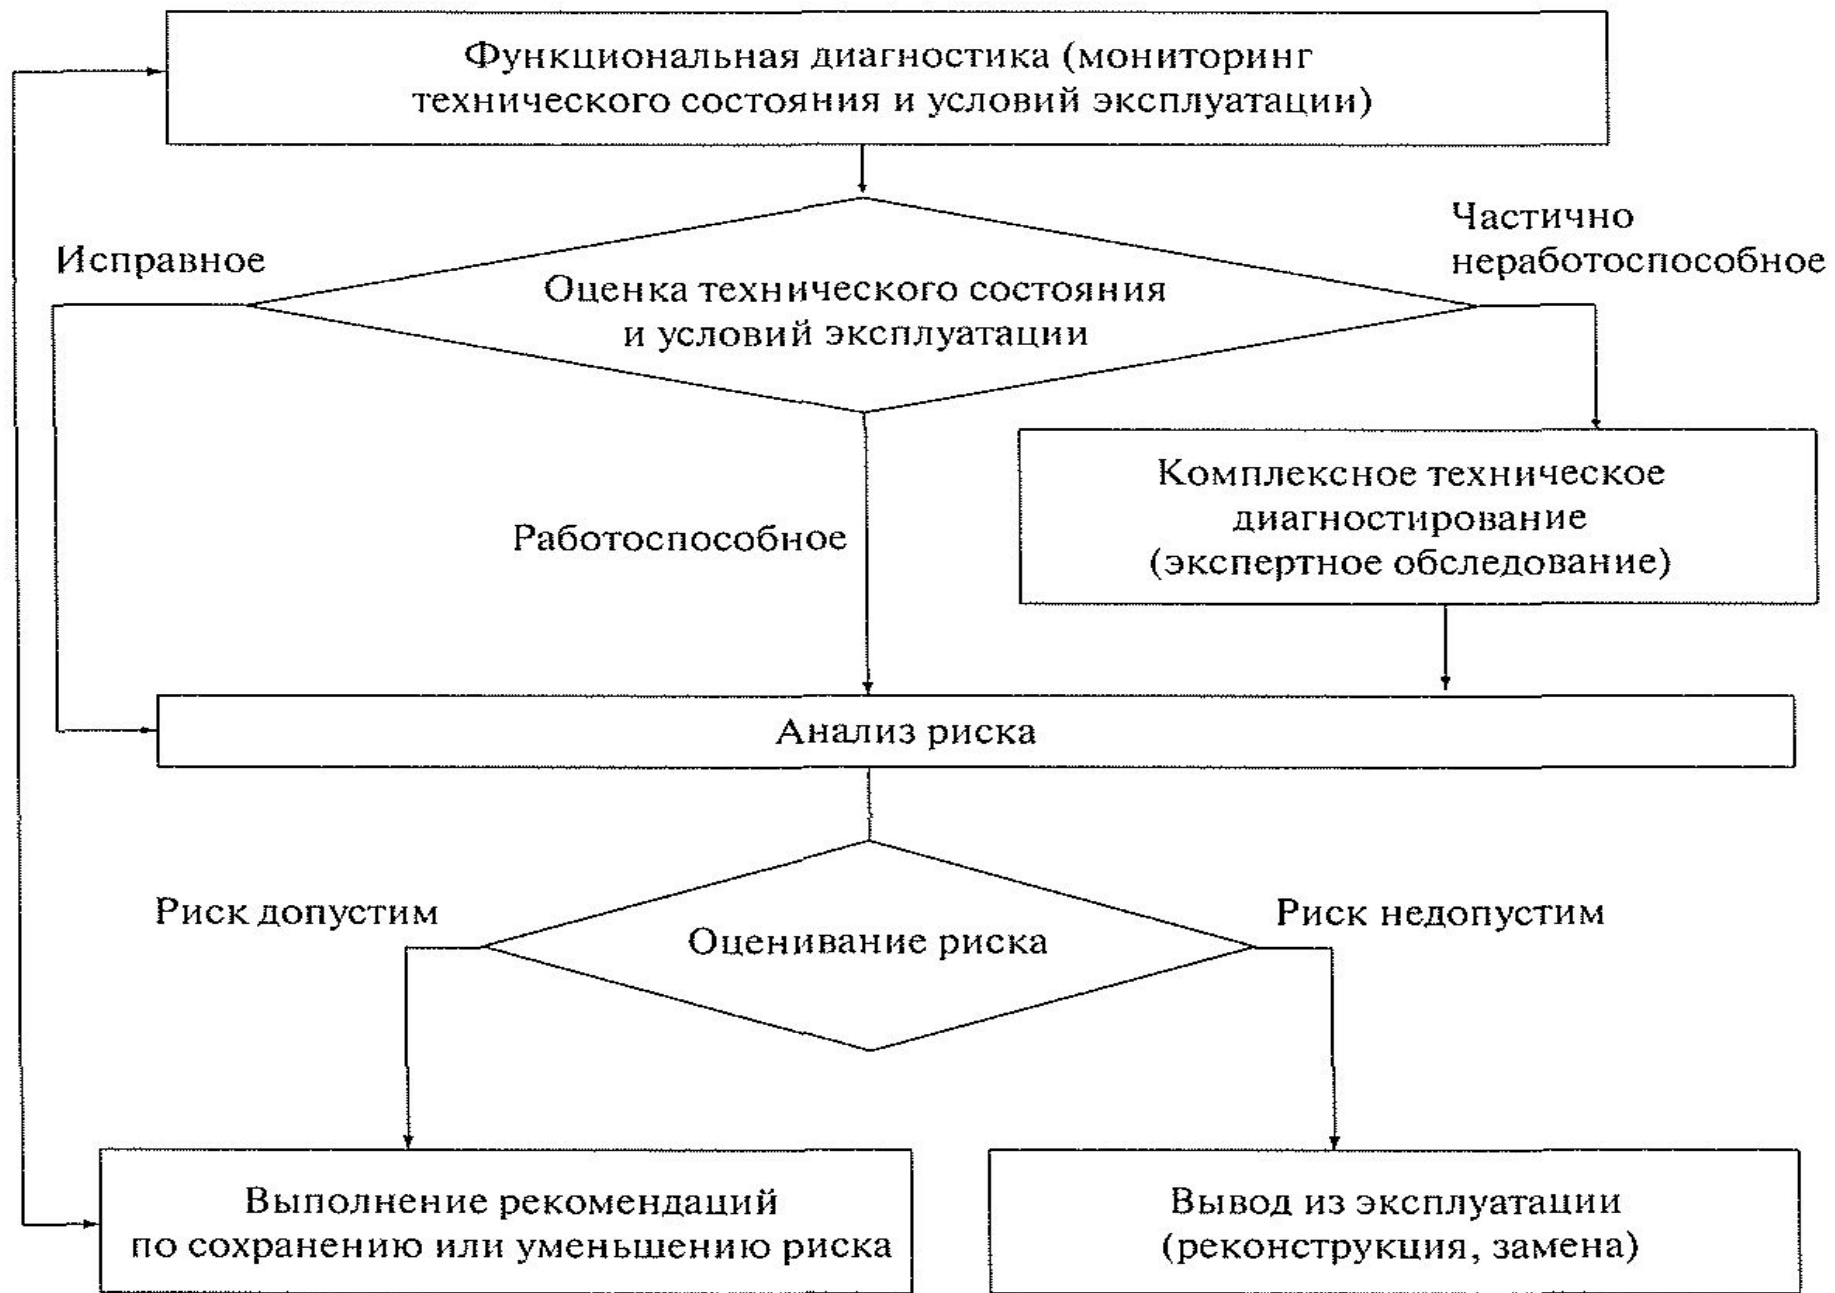 Функциональная диагностика (мониторинг
технического состояния и условий эксплуатации)
Исправное
Частично
неработоспособное
Оценка технического состояния
и условий эксплуатации
Комплексное техническое
диагностирование
(экспертное обследование)
Работоспособное
Анализ риска
Риск допустим
Риск недопустим
Оценивание риска
Выполнение рекомендаций
по сохранению или уменьшению риска
Вывод из эксплуатации
(реконструкция, замена)